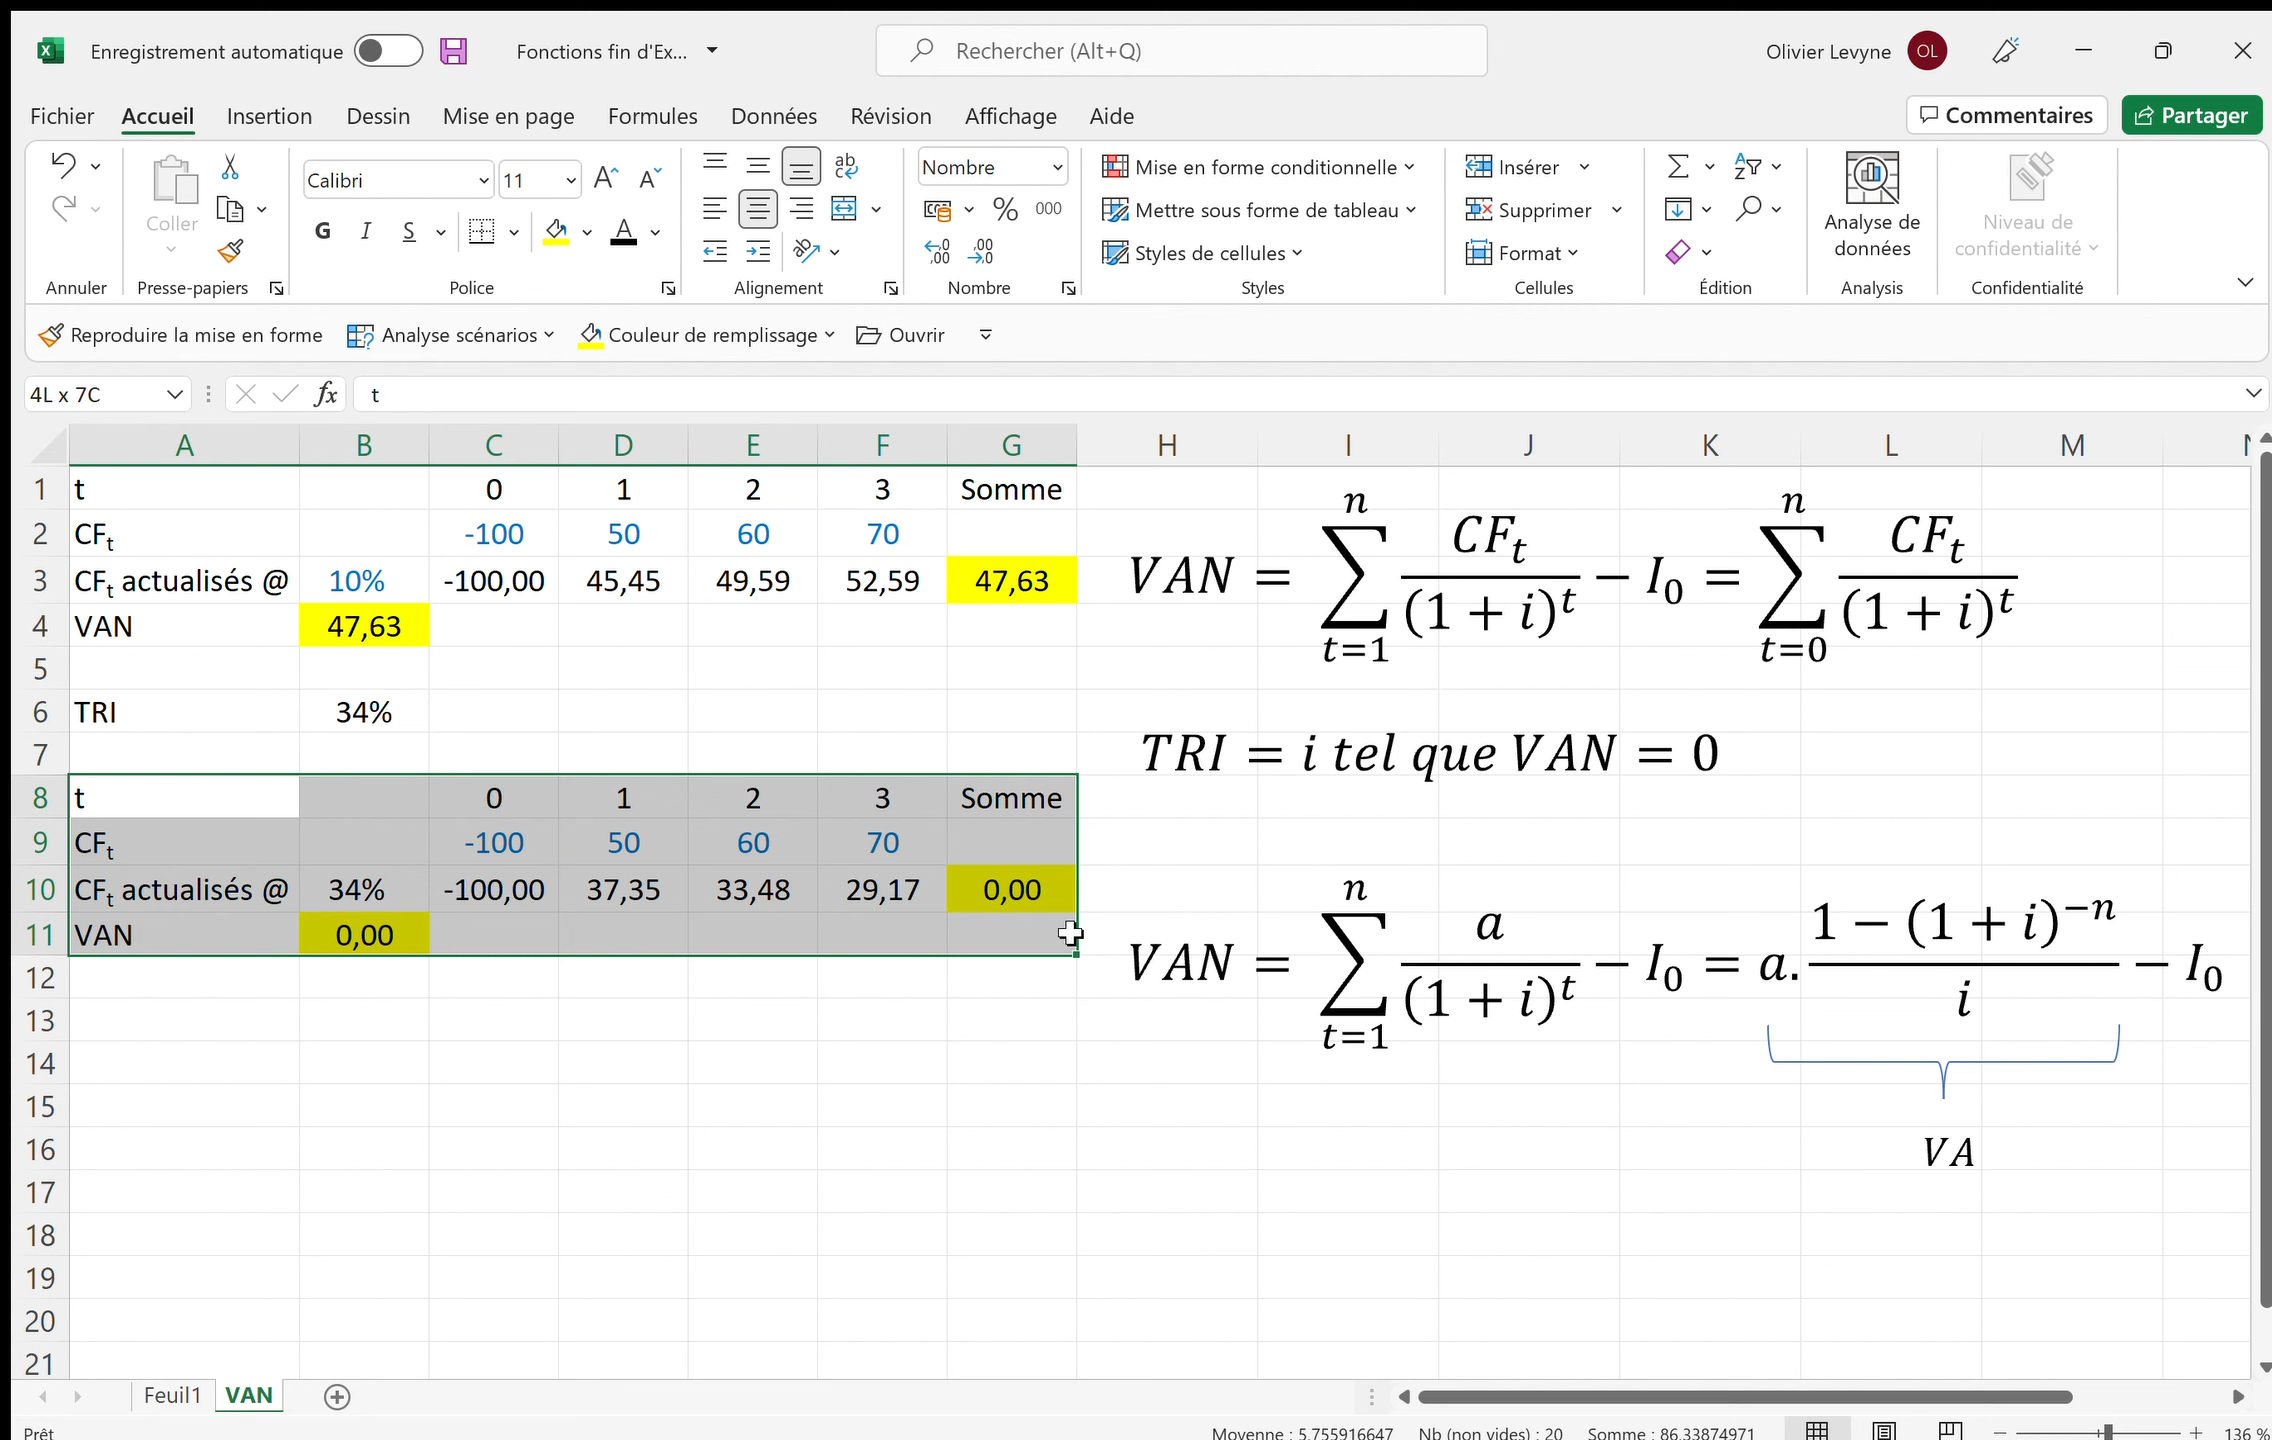 Enregistrement automatique Fonctions fin d'Ex... Rechercher (Alt+Q) Olivier Levyne OL
Fichier Accueil Insertion Dessin Mise en page Formules Données Révision Affichage Aide Commentaires Partager
Coller
Calibri 11
G I S
Nombre
% 000
Mise en forme conditionnelle
Mettre sous forme de tableau
Styles de cellules
Insérer
Supprimer
Format
Analyse de données
Niveau de confidentialité
Annuler Presse-papiers Police Alignement Nombre Styles Cellules Édition Analysis Confidentialité
Reproduire la mise en forme Analyse scénarios Couleur de remplissage Ouvrir
4L x 7C fx t
A B C D E F G H I J K L M
1 t 0 1 2 3 Somme
2 CFt -100 50 60 70
3 CFt actualisés @ 10% -100,00 45,45 49,59 52,59 47,63
4 VAN 47,63
5
6 TRI 34%
7
8 t 0 1 2 3 Somme
9 CFt -100 50 60 70
10 CFt actualisés @ 34% -100,00 37,35 33,48 29,17 0,00
11 VAN 0,00
12
13
14
15
16
17
18
19
20
21
VAN = ∑_{t=1}^{n} CF_t/(1 + i)^t − I_0 = ∑_{t=0}^{n} CF_t/(1 + i)^t
TRI = i tel que VAN = 0
VAN = ∑_{t=1}^{n} a/(1 + i)^t − I_0 = a. (1 − (1 + i)^{−n})/i − I_0
VA
Feuil1 VAN
Prêt Moyenne : 5,755916647 Nb (non vides) : 20 Somme : 86,33874971 136 %